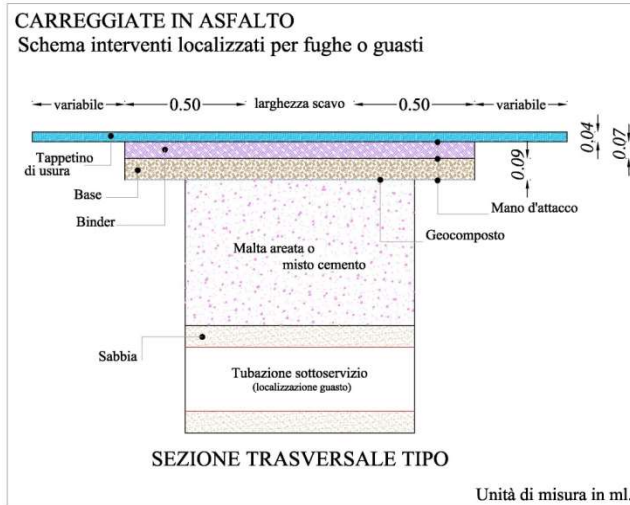 CARREGGIATE IN ASFALTO
Schema interventi localizzati per fughe o guasti
variabile
0.50
larghezza scavo
0.50
variabile
0.04
0.07
0.09
Tappetino
di usura
Base
Binder
Mano d'attacco
Geocomposto
Malta areata o
misto cemento
Sabbia
Tubazione sottoservizio
(localizzazione guasto)
SEZIONE TRASVERSALE TIPO
Unità di misura in ml.